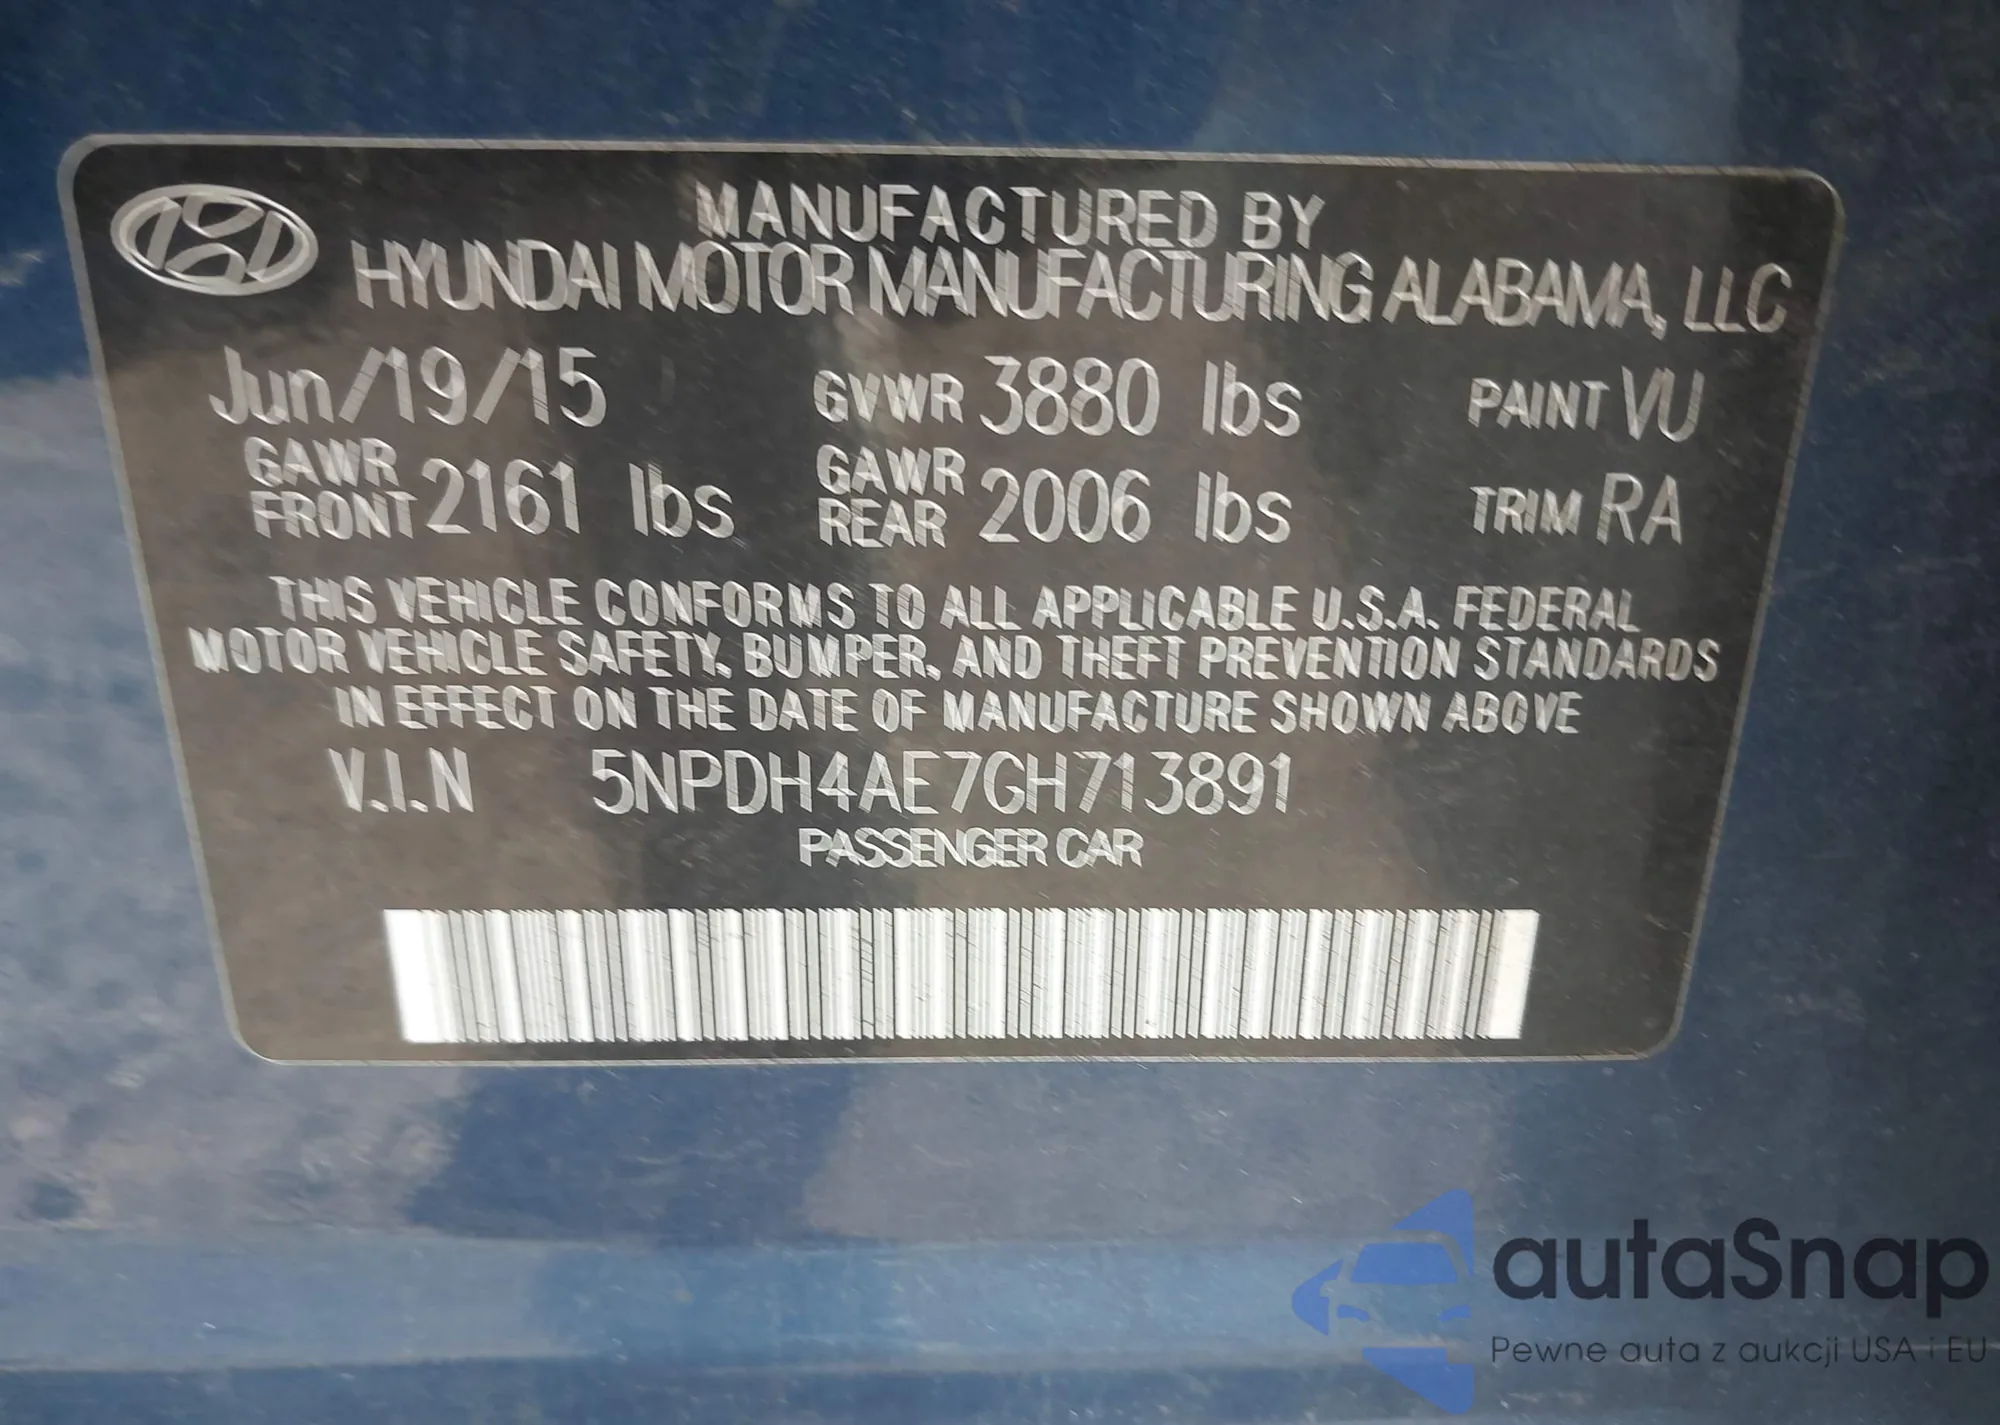 MANUFACTURED BY
HYUNDAI MOTOR MANUFACTURING ALABAMA, LLC
Jun/19/15 GVWR 3880 lbs PAINT VU
GAWR FRONT 2161 lbs GAWR REAR 2006 lbs TRIM RA
THIS VEHICLE CONFORMS TO ALL APPLICABLE U.S.A. FEDERAL
MOTOR VEHICLE SAFETY, BUMPER, AND THEFT PREVENTION STANDARDS
IN EFFECT ON THE DATE OF MANUFACTURE SHOWN ABOVE
V.I.N 5NPDH4AE7GH713891
PASSENGER CAR
autaSnap
Pewne auta z aukcji USA i EU